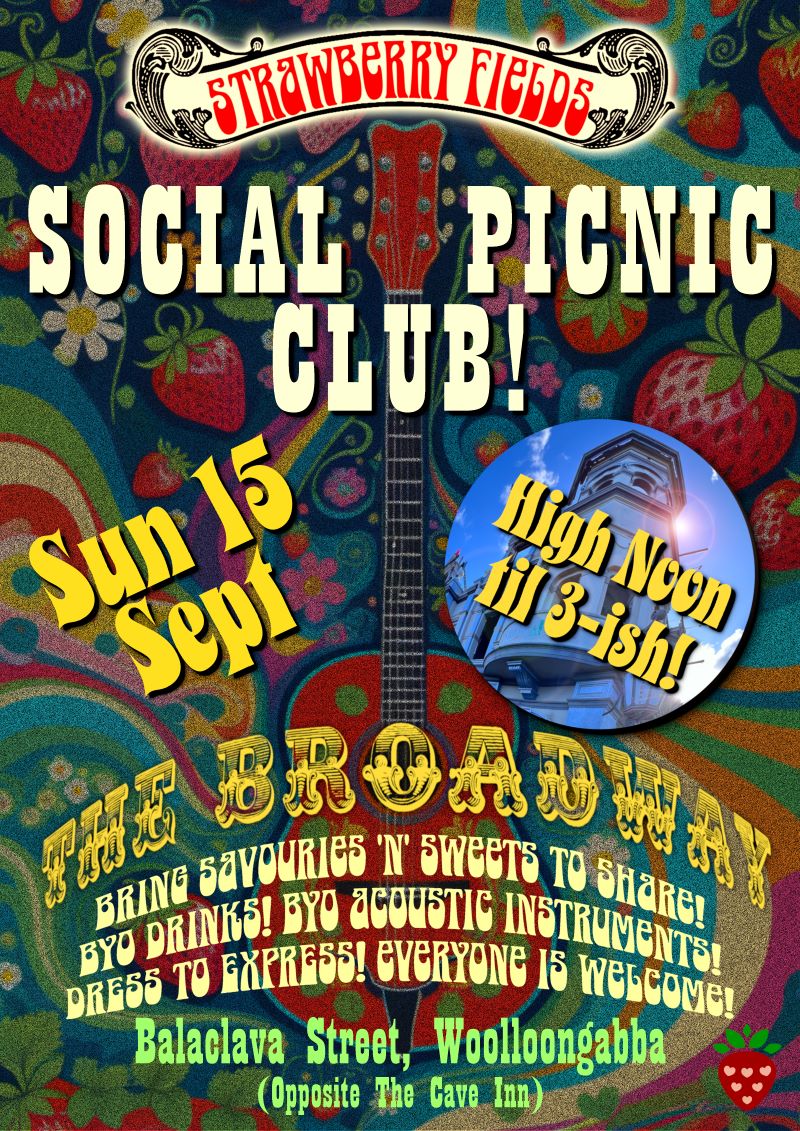 STRAWBERRY FIELDS
SOCIAL PICNIC
CLUB!
Sun 15
Sept
High Noon
til 3-ish!
THE BROADWAY
BRING SAVOURIES 'N' SWEETS TO SHARE!
BYO DRINKS! BYO ACOUSTIC INSTRUMENTS!
DRESS TO EXPRESS! EVERYONE IS WELCOME!
Balaclava Street, Woolloongabba
(Opposite The Cave Inn)